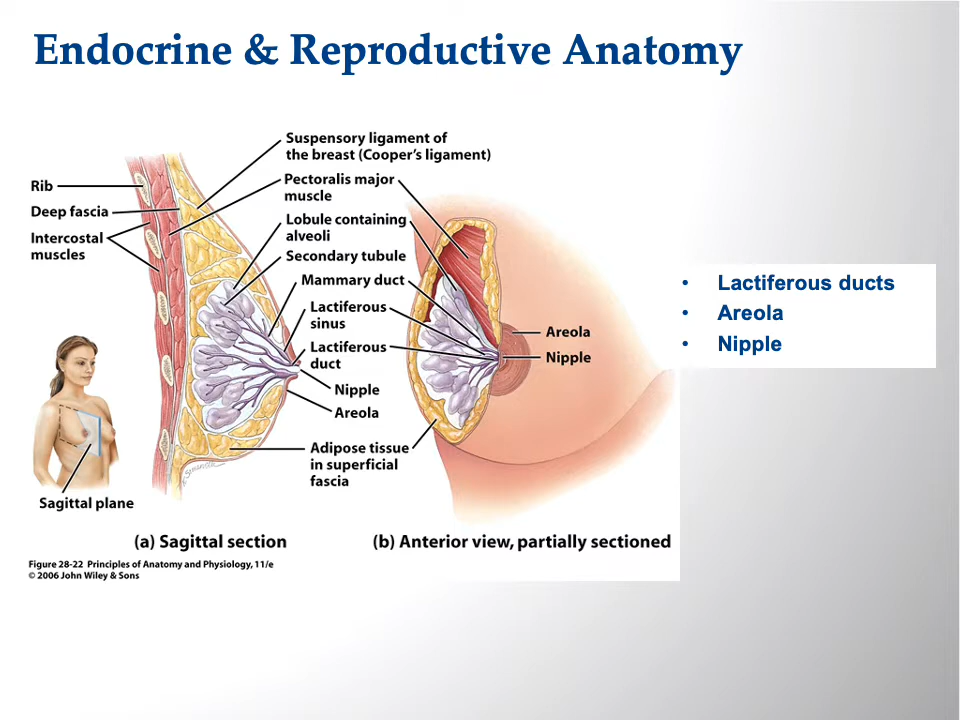 Endocrine & Reproductive Anatomy
Suspensory ligament of
the breast (Cooper's ligament)
Rib
Deep fascia
Intercostal
muscles
Pectoralis major
muscle
Lobule containing
alveoli
Secondary tubule
Mammary duct
Lactiferous
sinus
Lactiferous
duct
Nipple
Areola
Adipose tissue
in superficial
fascia
Areola
Nipple
Sagittal plane
(a) Sagittal section
(b) Anterior view, partially sectioned
Figure 28-22 Principles of Anatomy and Physiology, 11/e
© 2006 John Wiley & Sons
• Lactiferous ducts
• Areola
• Nipple